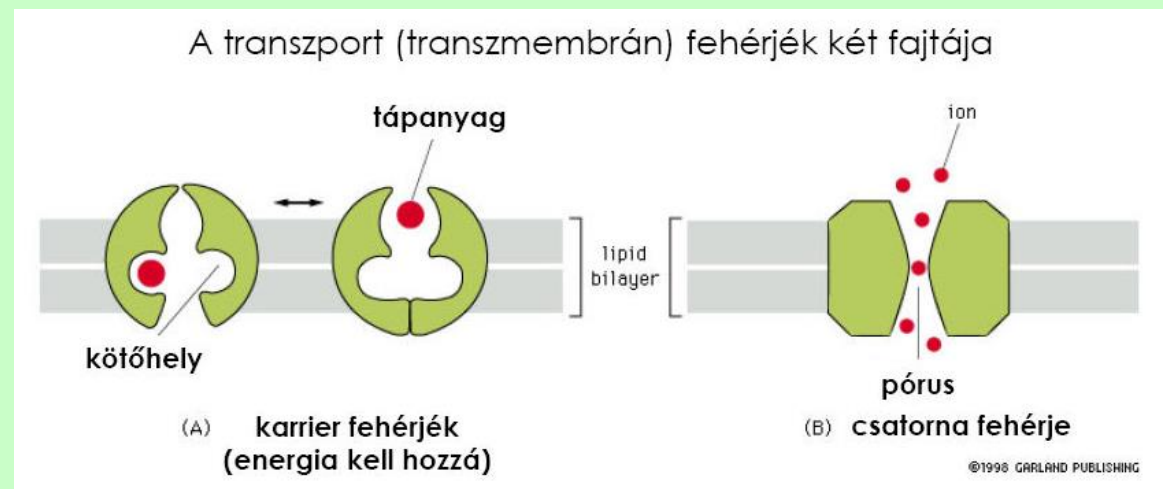 A transzport (transzmembrán) fehérjék két fajtája
tápanyag
ion
lipid
bilayer
kötőhely
pórus
(A) karrier fehérjék
(energia kell hozzá)
(B) csatorna fehérje
©1998 GARLAND PUBLISHING